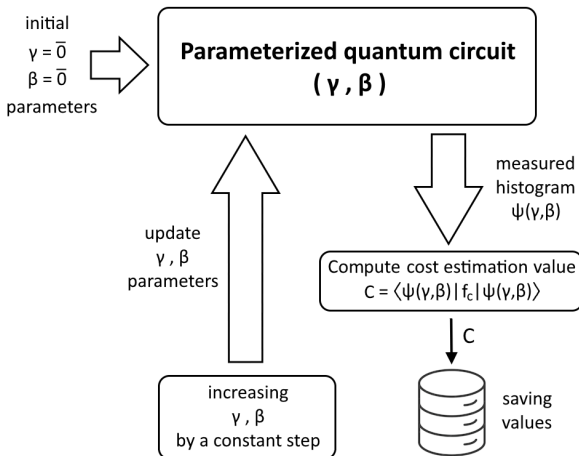 initial
γ = 0̅
β = 0̅
parameters
Parameterized quantum circuit
( γ , β )
measured
histogram
ψ(γ,β)
update
γ , β
parameters
Compute cost estimation value
C = ⟨ψ(γ,β)|f꜀|ψ(γ,β)⟩
C
increasing
γ , β
by a constant step
saving
values